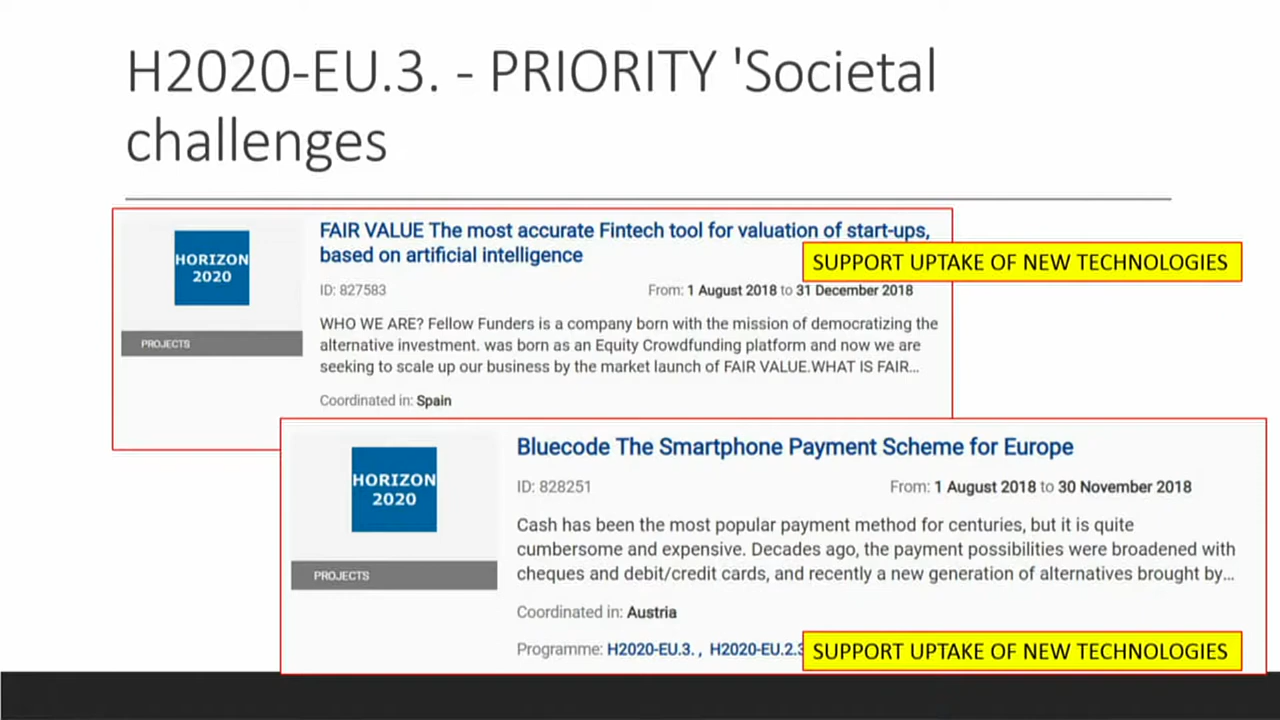 H2020-EU.3. - PRIORITY 'Societal
challenges
HORIZON
2020
PROJECTS
FAIR VALUE The most accurate Fintech tool for valuation of start-ups,
based on artificial intelligence
SUPPORT UPTAKE OF NEW TECHNOLOGIES
ID: 827583
From: 1 August 2018 to 31 December 2018
WHO WE ARE? Fellow Funders is a company born with the mission of democratizing the
alternative investment. was born as an Equity Crowdfunding platform and now we are
seeking to scale up our business by the market launch of FAIR VALUE.WHAT IS FAIR...
Coordinated in: Spain
HORIZON
2020
PROJECTS
Bluecode The Smartphone Payment Scheme for Europe
ID: 828251
From: 1 August 2018 to 30 November 2018
Cash has been the most popular payment method for centuries, but it is quite
cumbersome and expensive. Decades ago, the payment possibilities were broadened with
cheques and debit/credit cards, and recently a new generation of alternatives brought by...
Coordinated in: Austria
Programme: H2020-EU.3. , H2020-EU.2.3
SUPPORT UPTAKE OF NEW TECHNOLOGIES